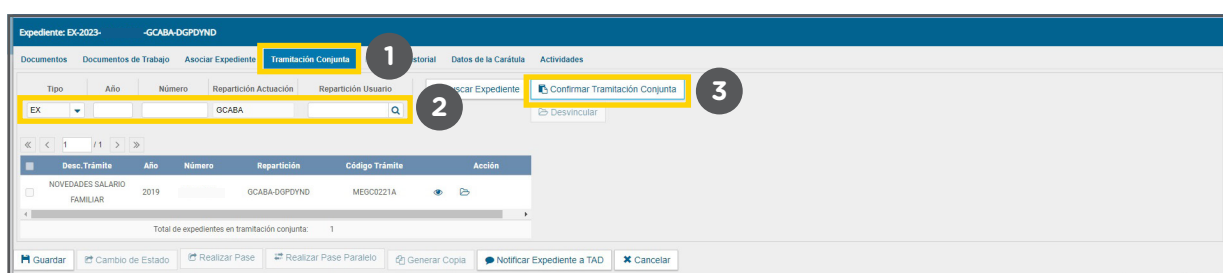 Expediente: EX-2023- -GCABA-DGPDYND
Documentos Documentos de Trabajo Asociar Expediente Tramitación Conjunta 1 Datos de la Carátula Actividades
Tipo Año Número Repartición Actuación Repartición Usuario Expediente Confirmar Tramitación Conjunta 3
EX GCABA 2 Desvincular
« < 1 / 1 > »
Desc.Trámite Año Número Repartición Código Trámite Acción
NOVEDADES SALARIO
FAMILIAR
2019 GCABA-DGPDYND MEGC0221A
Total de expedientes en tramitación conjunta: 1
Guardar Cambio de Estado Realizar Pase Realizar Pase Paralelo Generar Copia Notificar Expediente a TAD Cancelar